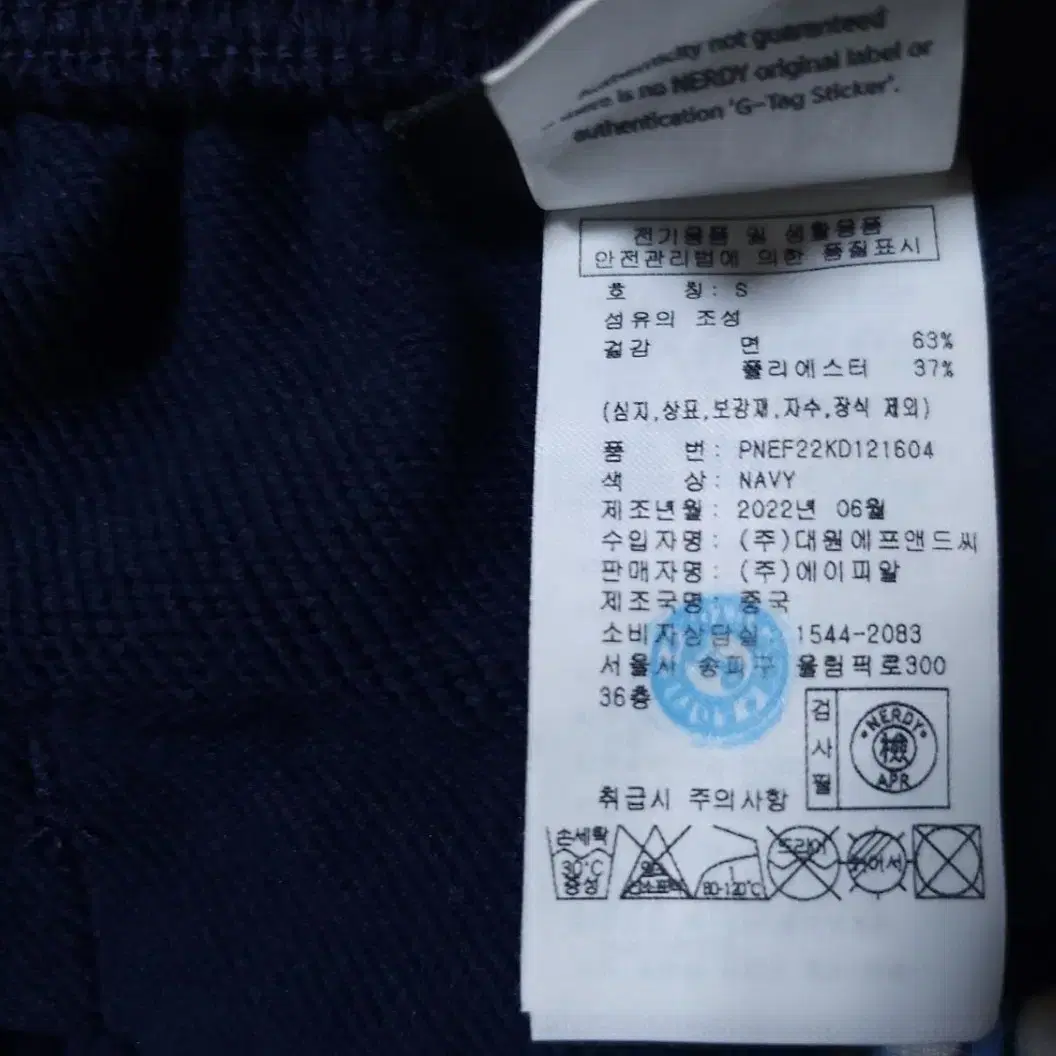 authenticity not guaranteed
there is no NERDY original label or
authentication 'G-Tag Sticker'.
전기용품 및 생활용품
안전관리법에 의한 품질표시
호 칭: S
섬유의 조성
겉감 면 63%
폴리에스터 37%
(심지,상표,보강재,자수,장식 제외)
품 번: PNEF22KD121604
색 상: NAVY
제조년월: 2022년 06월
수입자명: (주)대원에프앤드씨
판매자명: (주)에이피알
제조국명: 중국
소비자상담실: 1544-2083
서울시 송파구 올림픽로300
36층
검사필
NERDY
檢
APR
취급시 주의사항
손세탁
30°C
중성
염소표백
80-120°C
드라이
뉘어서